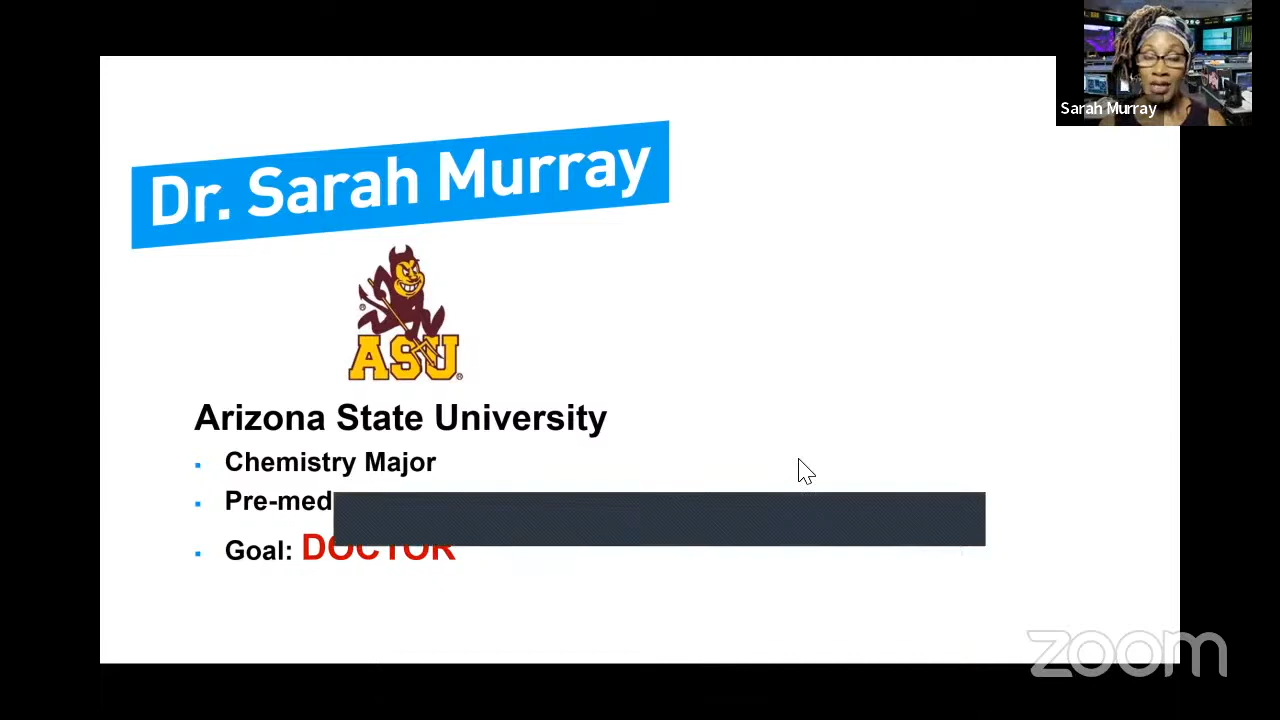 Sarah Murray
Dr. Sarah Murray
® ASU®
Arizona State University
▪ Chemistry Major
▪ Pre-med
▪ Goal: DOCTOR
zoom